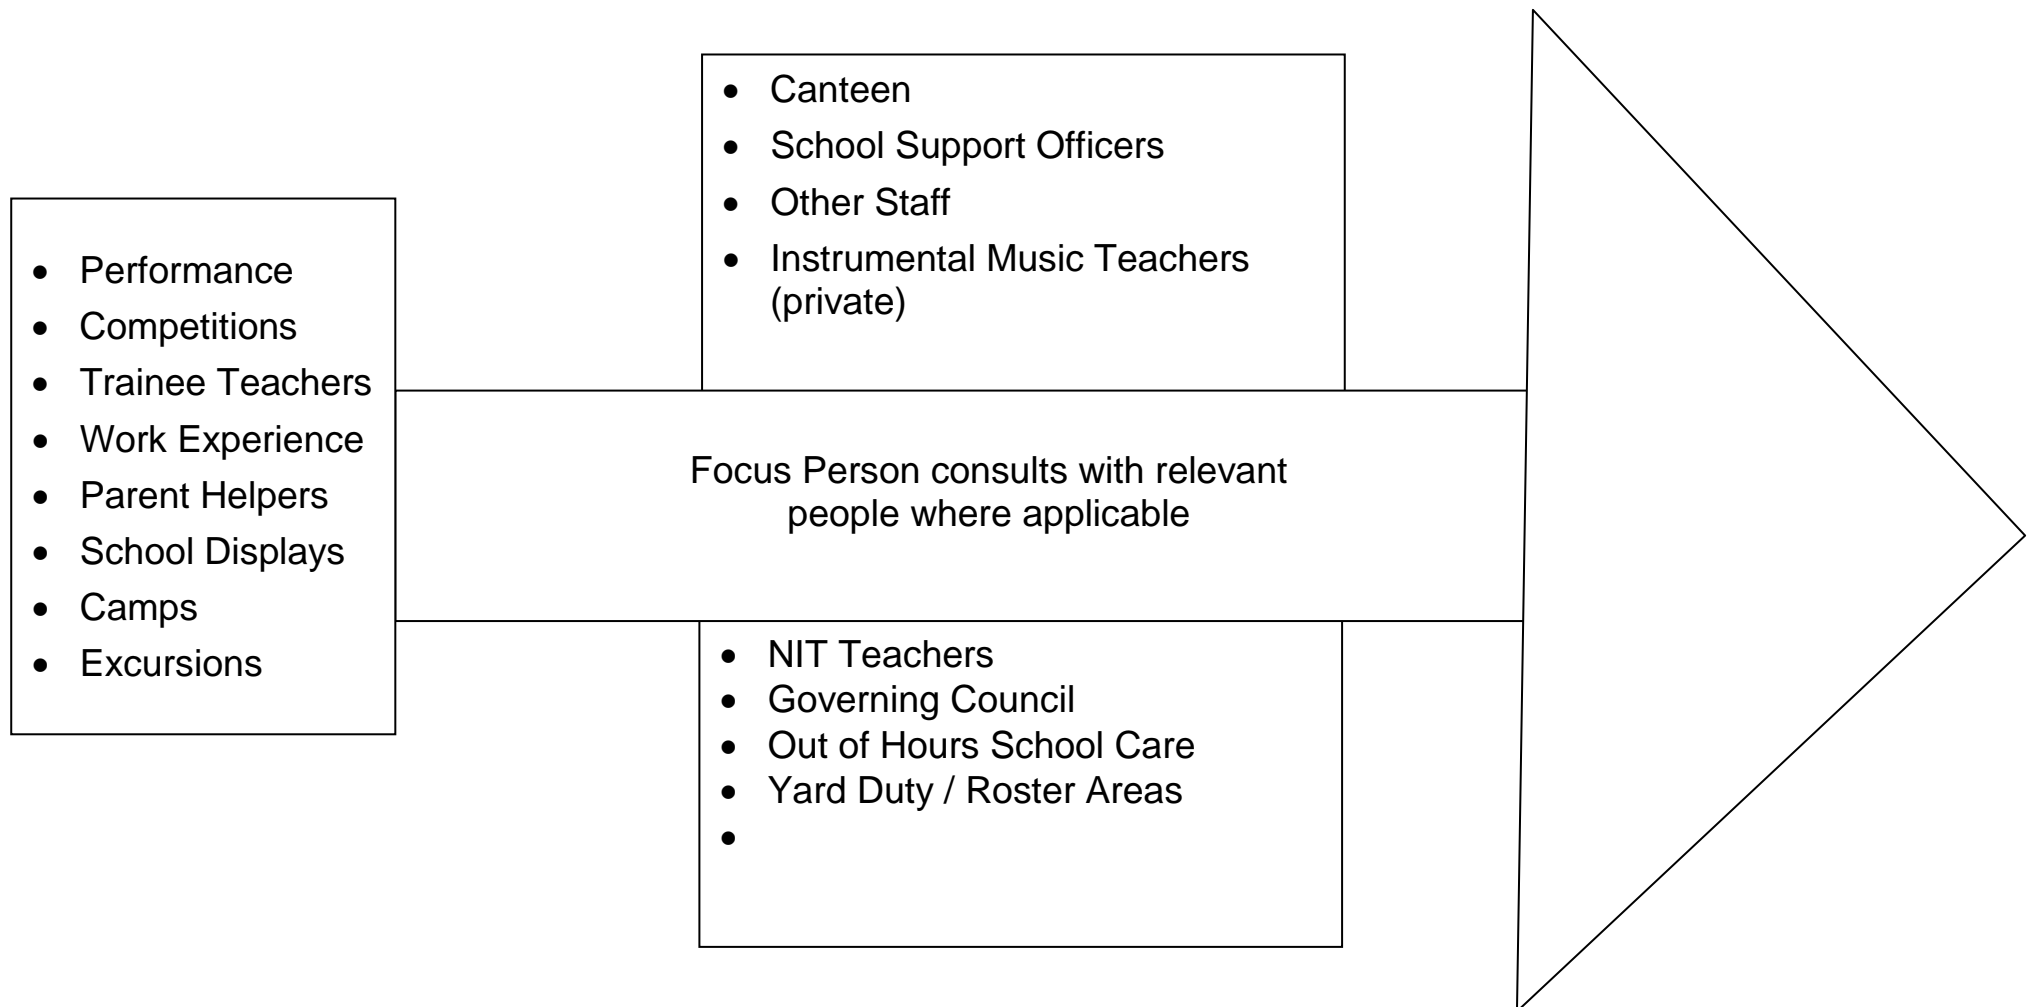 • Performance
• Competitions
• Trainee Teachers
• Work Experience
• Parent Helpers
• School Displays
• Camps
• Excursions
• Canteen
• School Support Officers
• Other Staff
• Instrumental Music Teachers
(private)
Focus Person consults with relevant
people where applicable
• NIT Teachers
• Governing Council
• Out of Hours School Care
• Yard Duty / Roster Areas
•